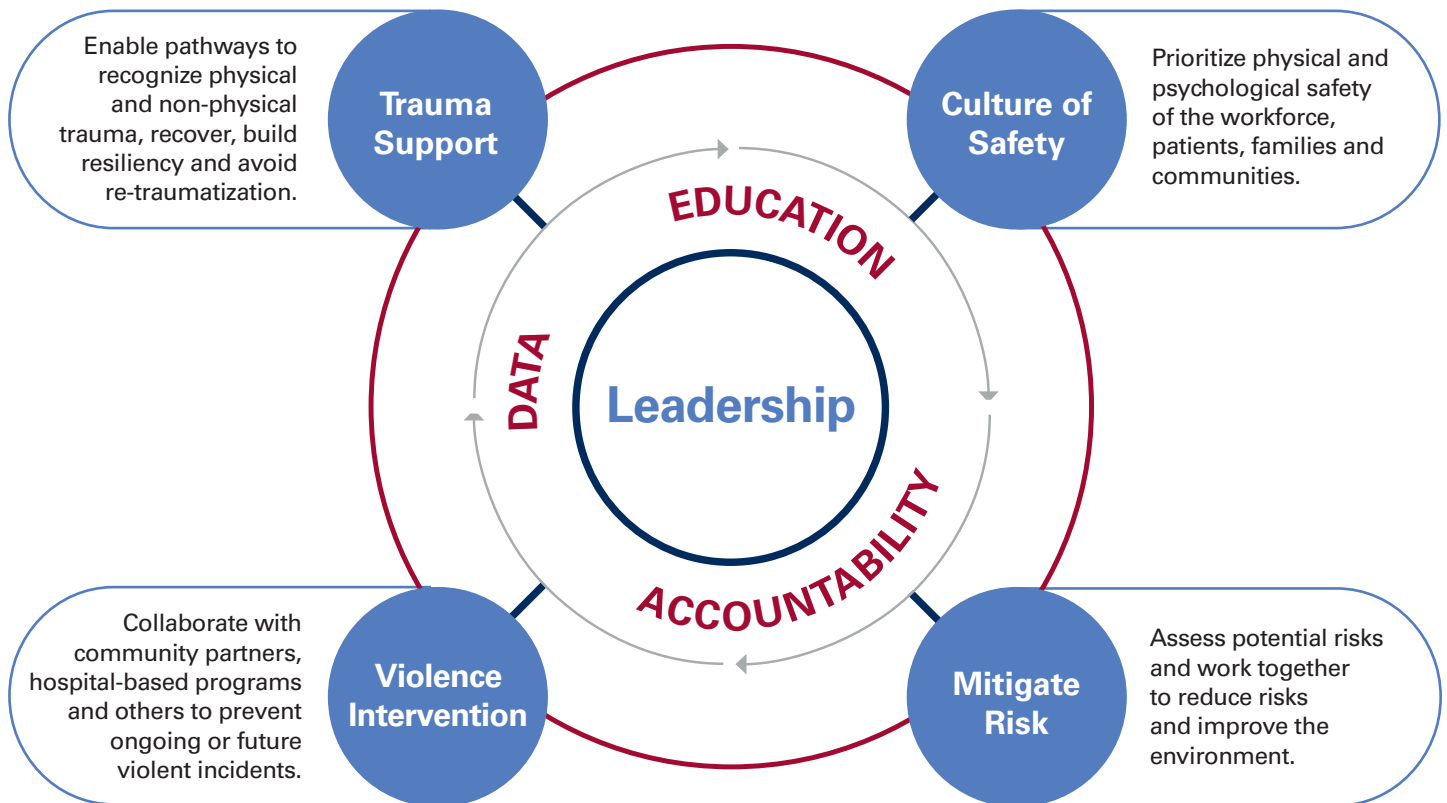 Enable pathways to
recognize physical
and non-physical
trauma, recover, build
resiliency and avoid
re-traumatization.
Trauma
Support
Culture of
Safety
Prioritize physical and
psychological safety
of the workforce,
patients, families and
communities.
EDUCATION
DATA
Leadership
ACCOUNTABILITY
Collaborate with
community partners,
hospital-based programs
and others to prevent
ongoing or future
violent incidents.
Violence
Intervention
Mitigate
Risk
Assess potential risks
and work together
to reduce risks
and improve the
environment.